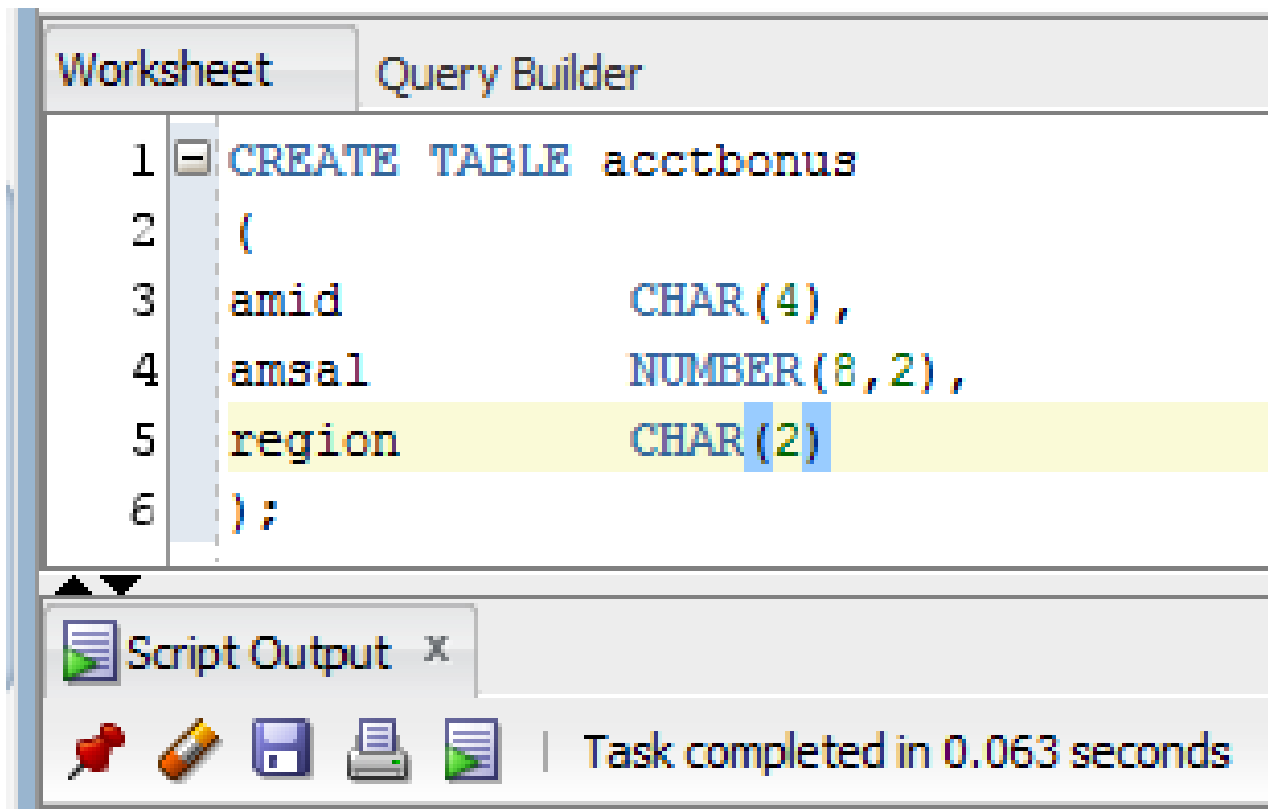 Worksheet Query Builder
1 CREATE TABLE acctbonus
2 (
3 amid CHAR(4),
4 amsal NUMBER(8,2),
5 region CHAR(2)
6 );
Script Output x
Task completed in 0.063 seconds